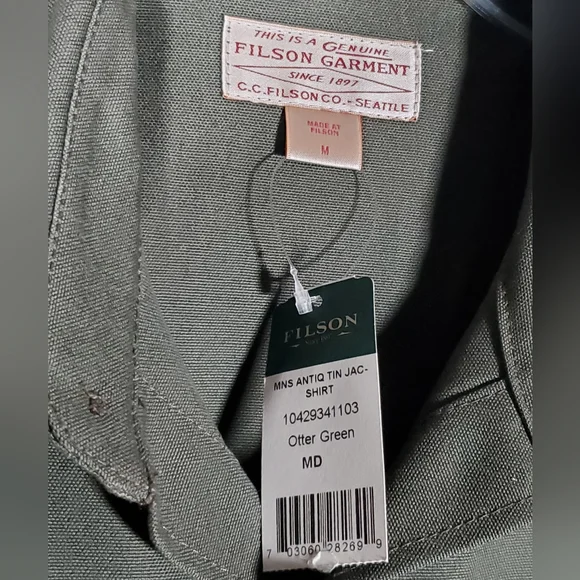 THIS IS A GENUINE
FILSON GARMENT
SINCE 1897
C.C. FILSON CO.-SEATTLE
MADE BY
FILSON
M
FILSON
MNS ANTIQ TIN JAC-
SHIRT
10429341103
Otter Green
MD
7 03060 28269 9